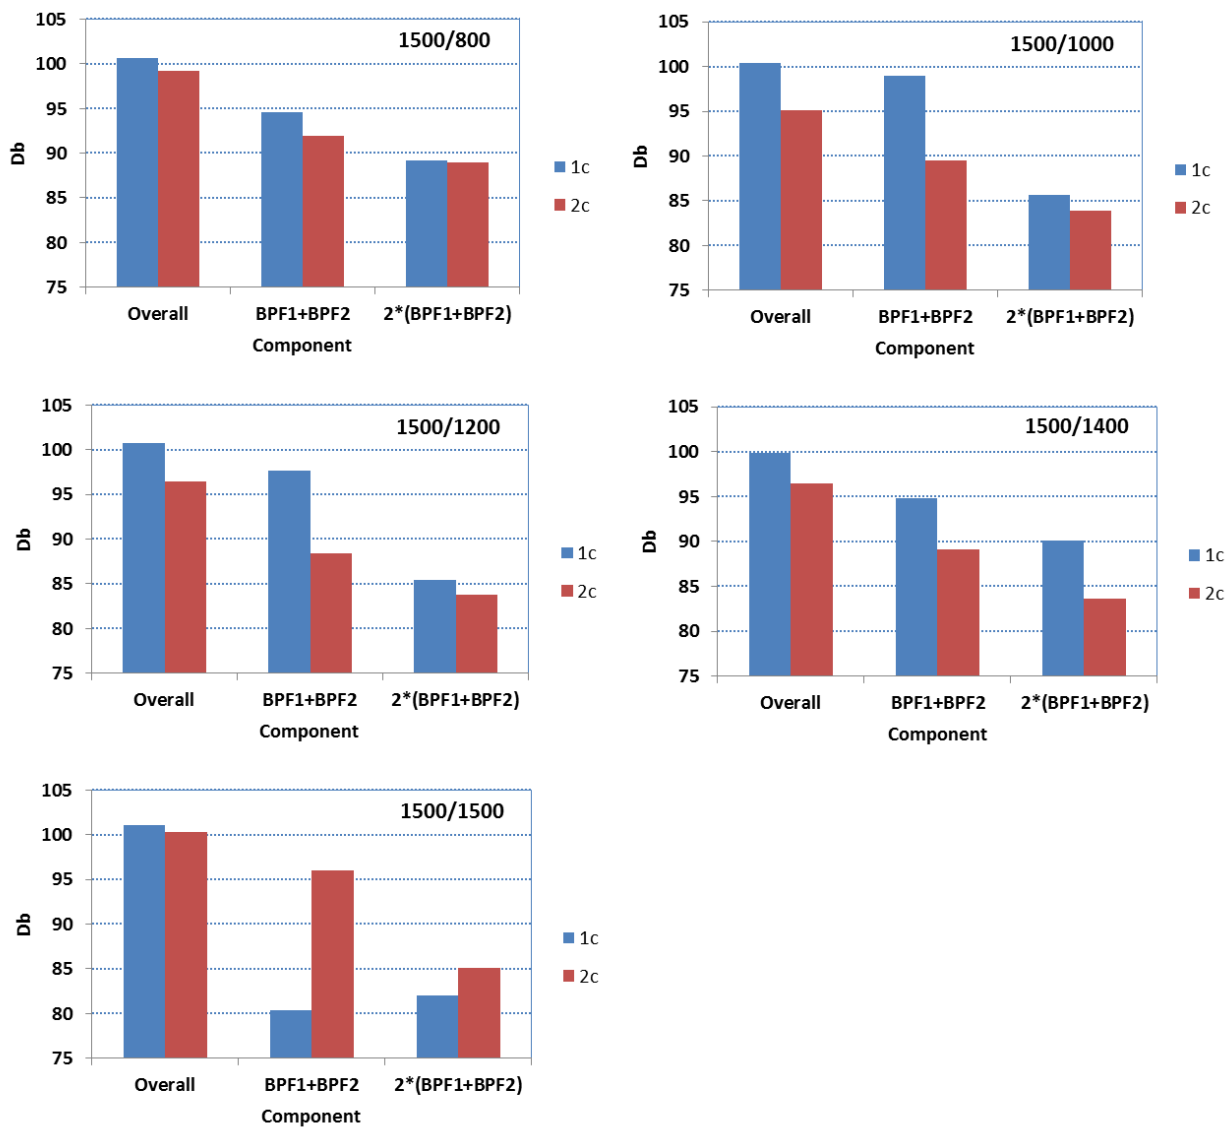 1500/800
105
100
95
90
85
80
75
Db
Overall
BPF1+BPF2
2*(BPF1+BPF2)
Component
1c
2c
1500/1000
105
100
95
90
85
80
75
Db
Overall
BPF1+BPF2
2*(BPF1+BPF2)
Component
1c
2c
1500/1200
105
100
95
90
85
80
75
Db
Overall
BPF1+BPF2
2*(BPF1+BPF2)
Component
1c
2c
1500/1400
105
100
95
90
85
80
75
Db
Overall
BPF1+BPF2
2*(BPF1+BPF2)
Component
1c
2c
1500/1500
105
100
95
90
85
80
75
Db
Overall
BPF1+BPF2
2*(BPF1+BPF2)
Component
1c
2c